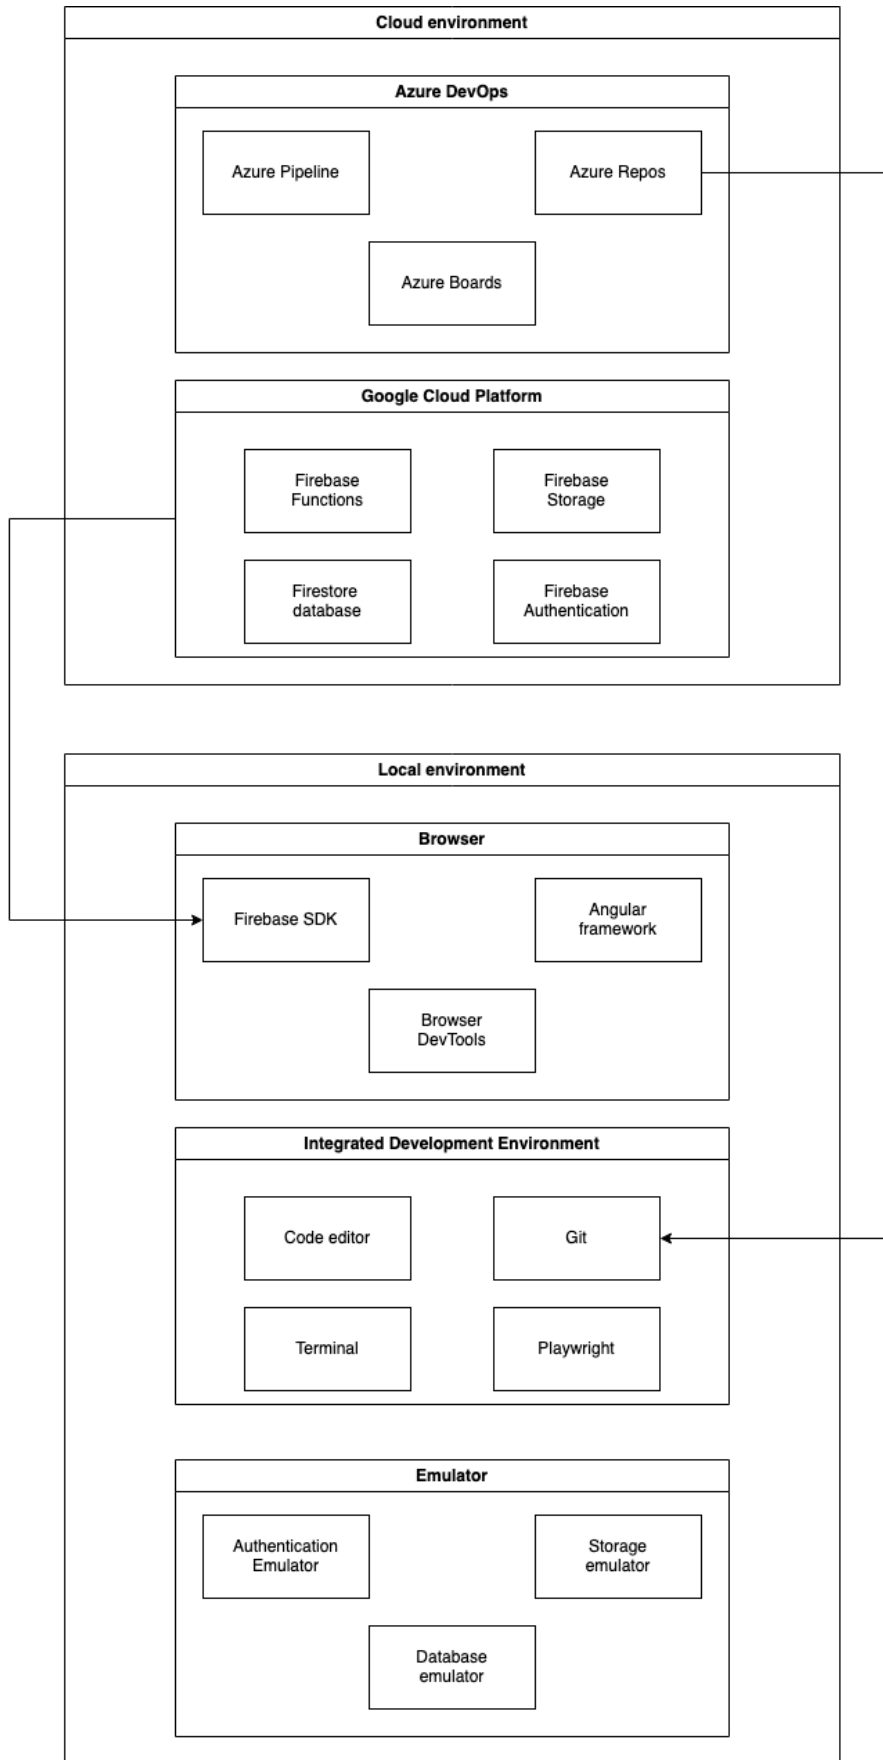 Cloud environment
Azure DevOps
Azure Pipeline
Azure Repos
Azure Boards
Google Cloud Platform
Firebase
Functions
Firebase
Storage
Firestore
database
Firebase
Authentication
Local environment
Browser
Firebase SDK
Angular
framework
Browser
DevTools
Integrated Development Environment
Code editor
Git
Terminal
Playwright
Emulator
Authentication
Emulator
Storage
emulator
Database
emulator